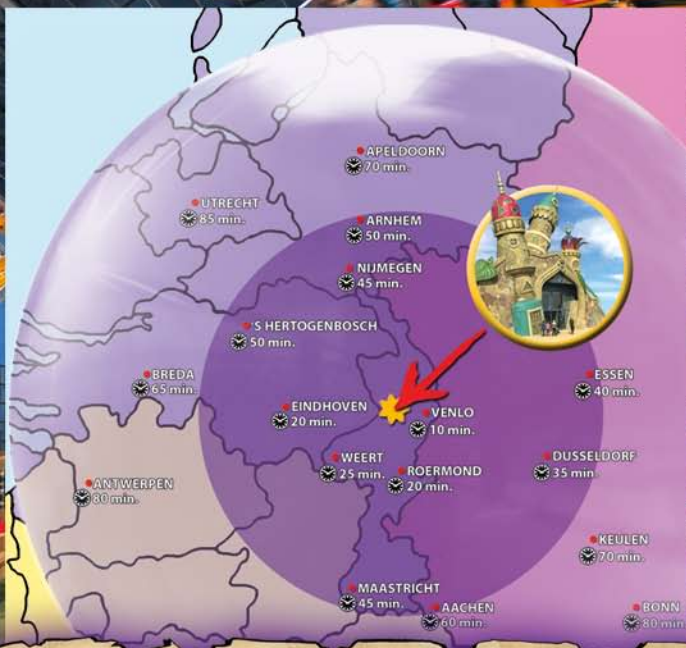 APELDOORN
70 min.
UTRECHT
85 min.
ARNHEM
50 min.
NIJMEGEN
45 min.
'S HERTOGENBOSCH
50 min.
BREDA
65 min.
ESSEN
40 min.
EINDHOVEN
20 min.
VENLO
10 min.
WEERT
25 min.
ROERMOND
20 min.
DUSSELDORF
35 min.
ANTWERPEN
80 min.
KEULEN
70 min.
MAASTRICHT
45 min.
AACHEN
60 min.
BONN
80 min.